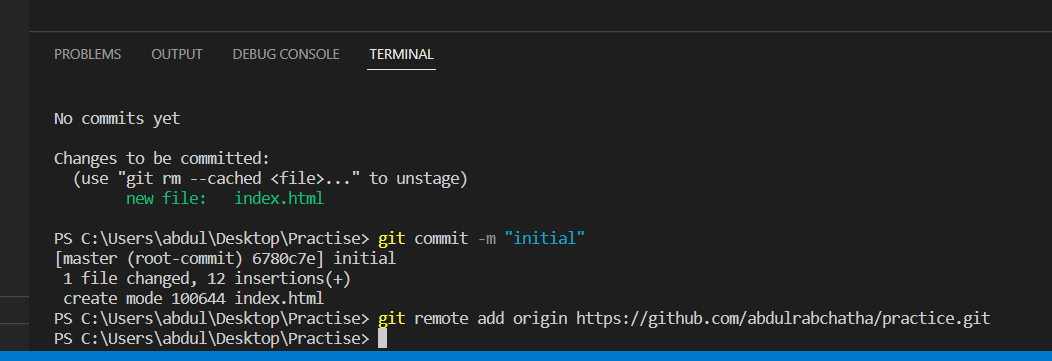 PROBLEMS OUTPUT DEBUG CONSOLE TERMINAL
No commits yet
Changes to be committed:
  (use "git rm --cached <file>..." to unstage)
        new file:   index.html
PS C:\Users\abdul\Desktop\Practise> git commit -m "initial"
[master (root-commit) 6780c7e] initial
 1 file changed, 12 insertions(+)
 create mode 100644 index.html
PS C:\Users\abdul\Desktop\Practise> git remote add origin https://github.com/abdulrabchatha/practice.git
PS C:\Users\abdul\Desktop\Practise>